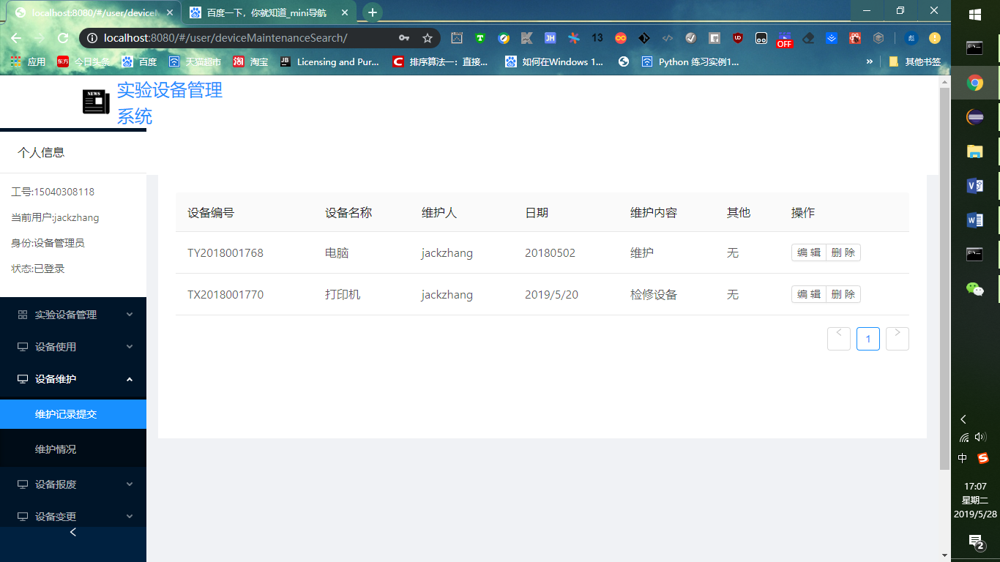 localhost:8080/#/user/device
百度一下，你就知道_mini导航
localhost:8080/#/user/deviceMaintenanceSearch/
13
OFF
应用
今日头条
百度
天猫超市
淘宝
Licensing and Pur...
排序算法一：直接...
如何在Windows 1...
Python 练习实例1...
»
其他书签
NEWS
实验设备管理
系统
个人信息
工号:15040308118
当前用户:jackzhang
身份:设备管理员
状态:已登录
实验设备管理
设备使用
设备维护
维护记录提交
维护情况
设备报废
设备变更
设备编号 设备名称 维护人 日期 维护内容 其他 操作
TY2018001768 电脑 jackzhang 20180502 维护 无 编 辑 删 除
TX2018001770 打印机 jackzhang 2019/5/20 检修设备 无 编 辑 删 除
1
中
17:07
星期二
2019/5/28
2